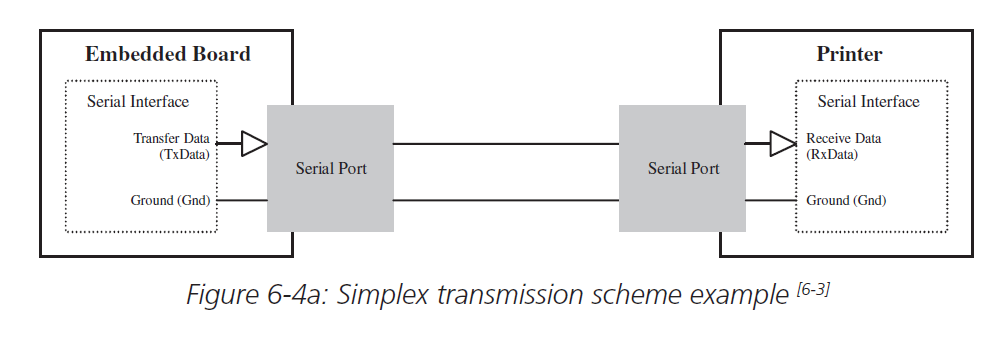 Embedded Board
Serial Interface
Transfer Data
(TxData)
Ground (Gnd)
Serial Port
Serial Port
Printer
Serial Interface
Receive Data
(RxData)
Ground (Gnd)
Figure 6-4a: Simplex transmission scheme example [6-3]